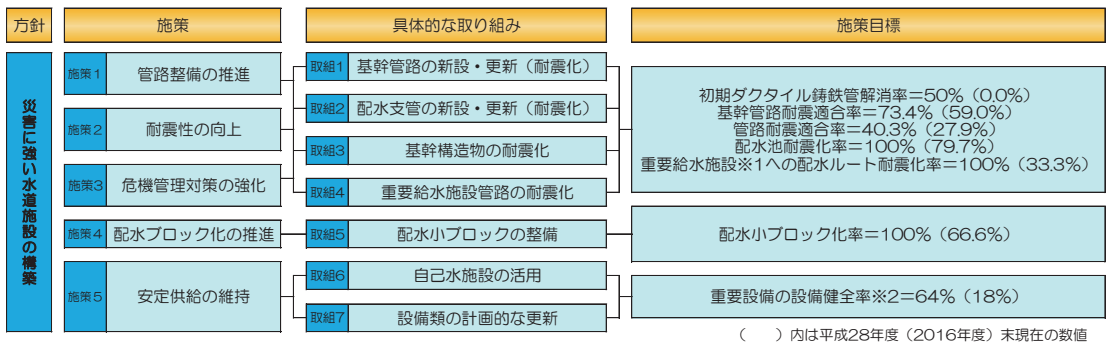 方針
施策
具体的な取り組み
施策目標
災害に強い水道施設の構築
施策1 管路整備の推進
施策2 耐震性の向上
施策3 危機管理対策の強化
施策4 配水ブロック化の推進
施策5 安定供給の維持
取組1 基幹管路の新設・更新（耐震化）
取組2 配水支管の新設・更新（耐震化）
取組3 基幹構造物の耐震化
取組4 重要給水施設管路の耐震化
取組5 配水小ブロックの整備
取組6 自己水施設の活用
取組7 設備類の計画的な更新
初期ダクタイル鋳鉄管解消率＝50%（0.0%）
基幹管路耐震適合率＝73.4%（59.0%）
管路耐震適合率＝40.3%（27.9%）
配水池耐震化率＝100%（79.7%）
重要給水施設※1への配水ルート耐震化率＝100%（33.3%）
配水小ブロック化率＝100%（66.6%）
重要設備の設備健全率※2＝64%（18%）
（　　）内は平成28年度（2016年度）末現在の数値